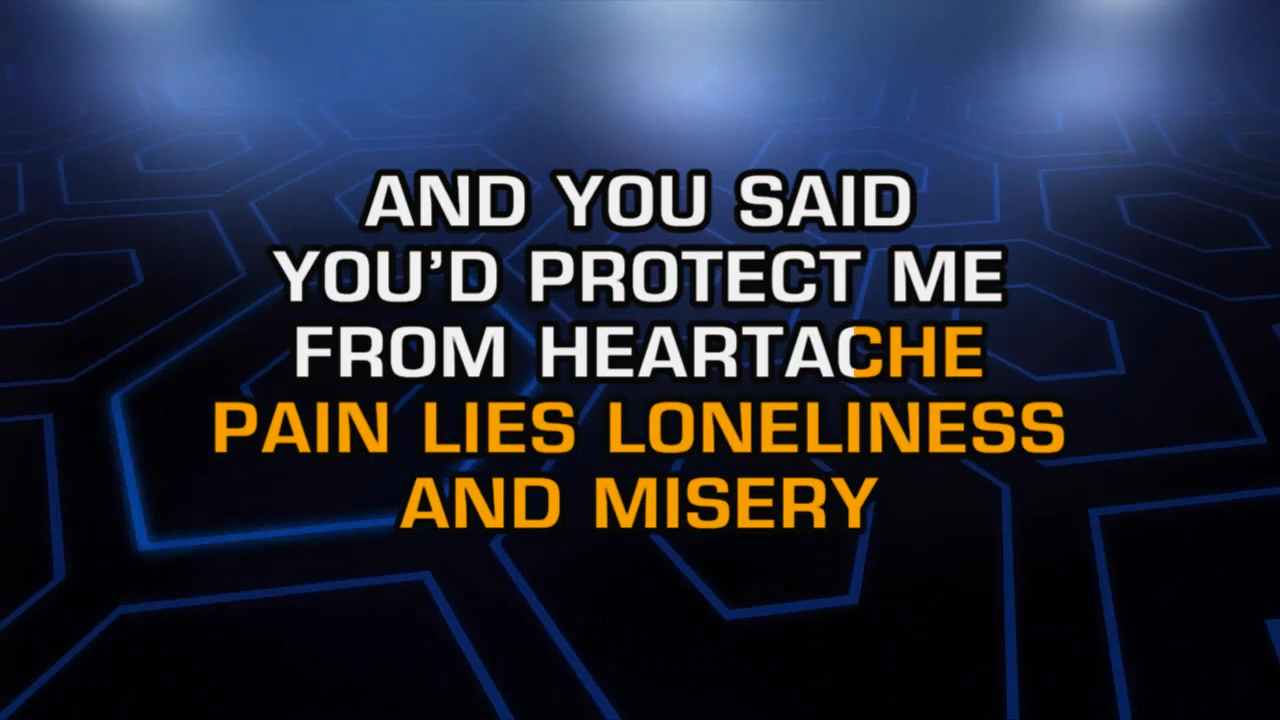 AND YOU SAID
YOU'D PROTECT ME
FROM HEARTACHE
PAIN LIES LONELINESS
AND MISERY